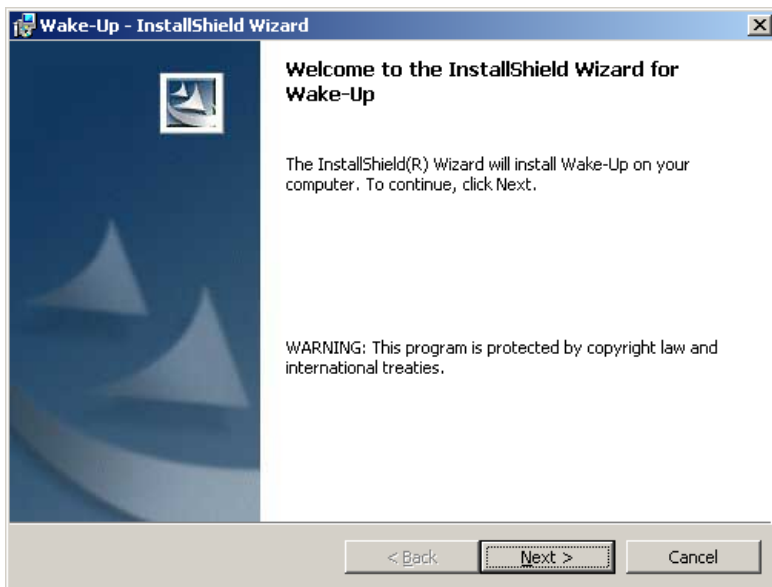 Wake-Up - InstallShield Wizard
Welcome to the InstallShield Wizard for
Wake-Up
The InstallShield(R) Wizard will install Wake-Up on your
computer. To continue, click Next.
WARNING: This program is protected by copyright law and
international treaties.
< Back
Next >
Cancel